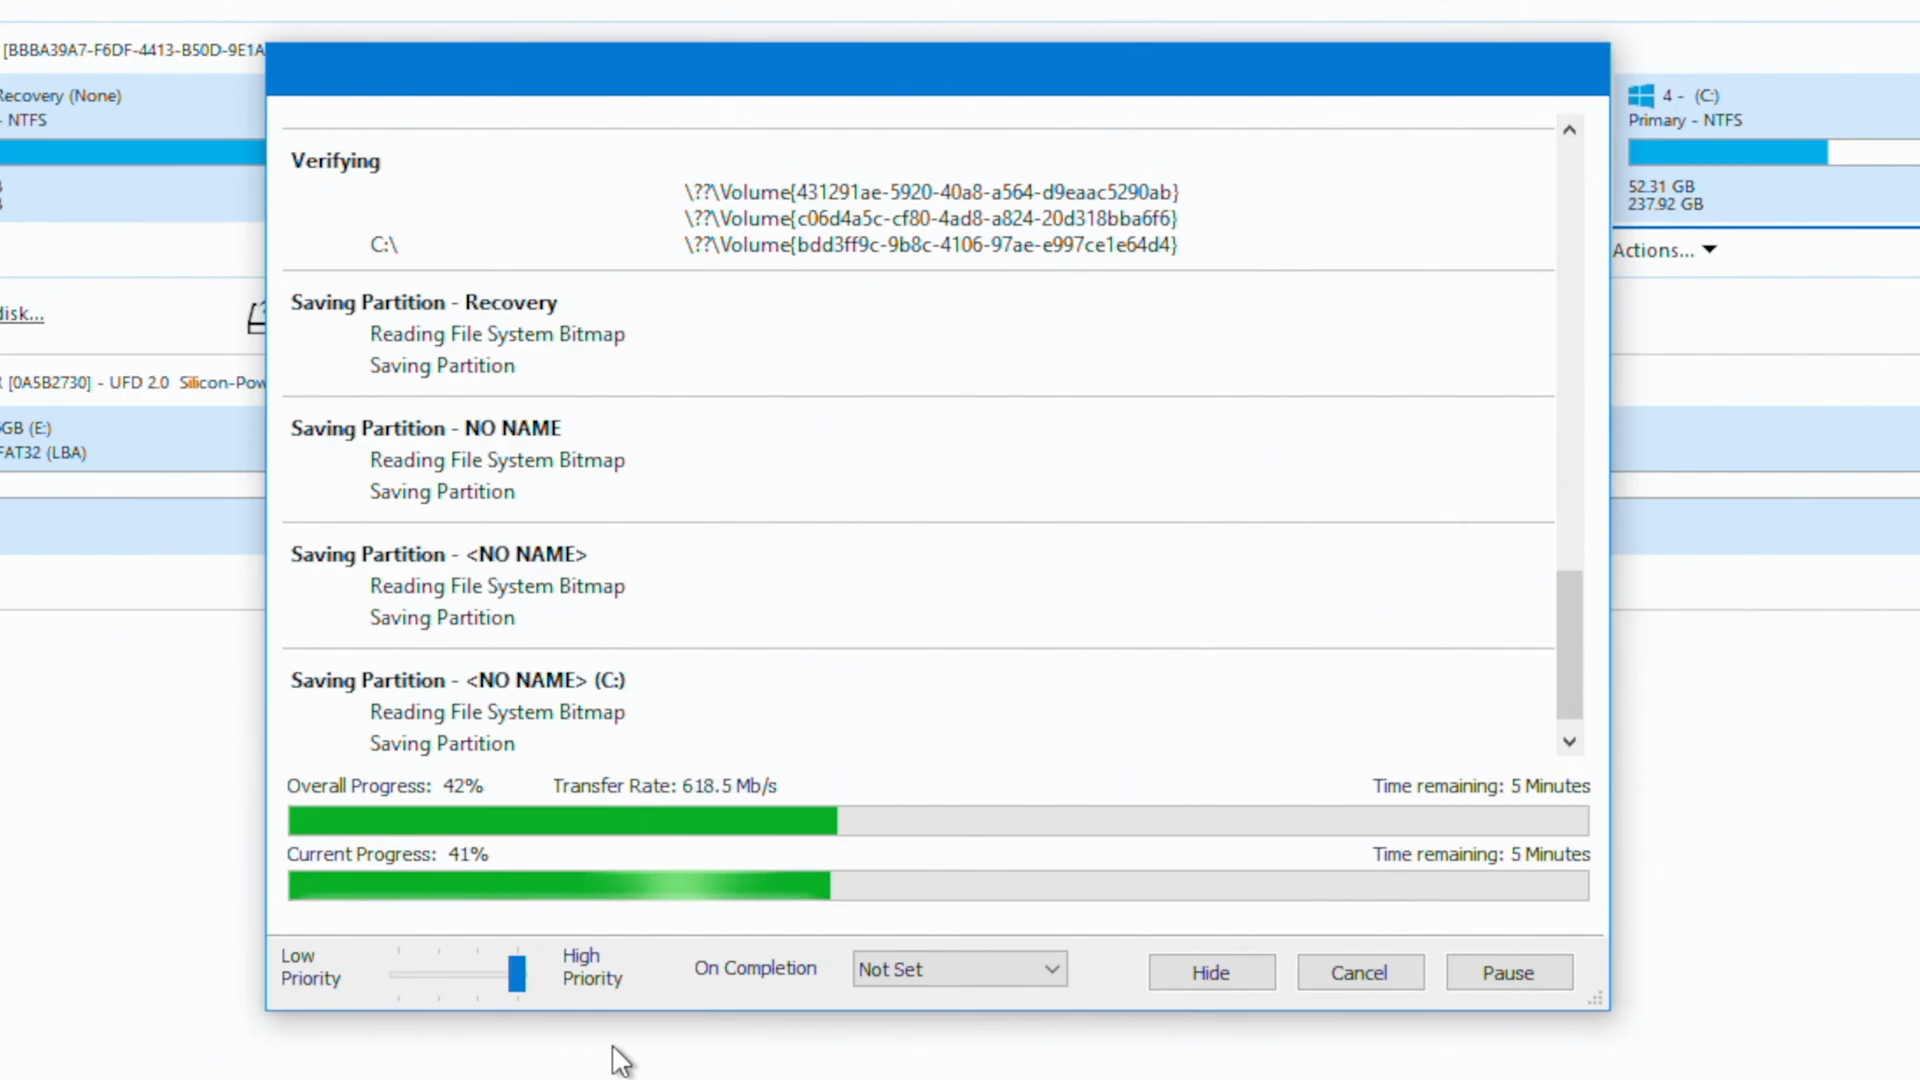 [BBBA39A7-F6DF-4413-B50D-9E1A
Recovery (None)
- NTFS
disk...
[0A5B2730] - UFD 2.0 Silicon-Pow
GB (E:)
FAT32 (LBA)
Verifying
\??\Volume{431291ae-5920-40a8-a564-d9eaac5290ab}
\??\Volume{c06d4a5c-cf80-4ad8-a824-20d318bba6f6}
C:\ \??\Volume{bdd3ff9c-9b8c-4106-97ae-e997ce1e64d4}
Saving Partition - Recovery
Reading File System Bitmap
Saving Partition
Saving Partition - NO NAME
Reading File System Bitmap
Saving Partition
Saving Partition - <NO NAME>
Reading File System Bitmap
Saving Partition
Saving Partition - <NO NAME> (C:)
Reading File System Bitmap
Saving Partition
Overall Progress: 42% Transfer Rate: 618.5 Mb/s Time remaining: 5 Minutes
Current Progress: 41% Time remaining: 5 Minutes
Low Priority
High Priority
On Completion Not Set
Hide Cancel Pause
4 - (C:)
Primary - NTFS
52.31 GB
237.92 GB
Actions...